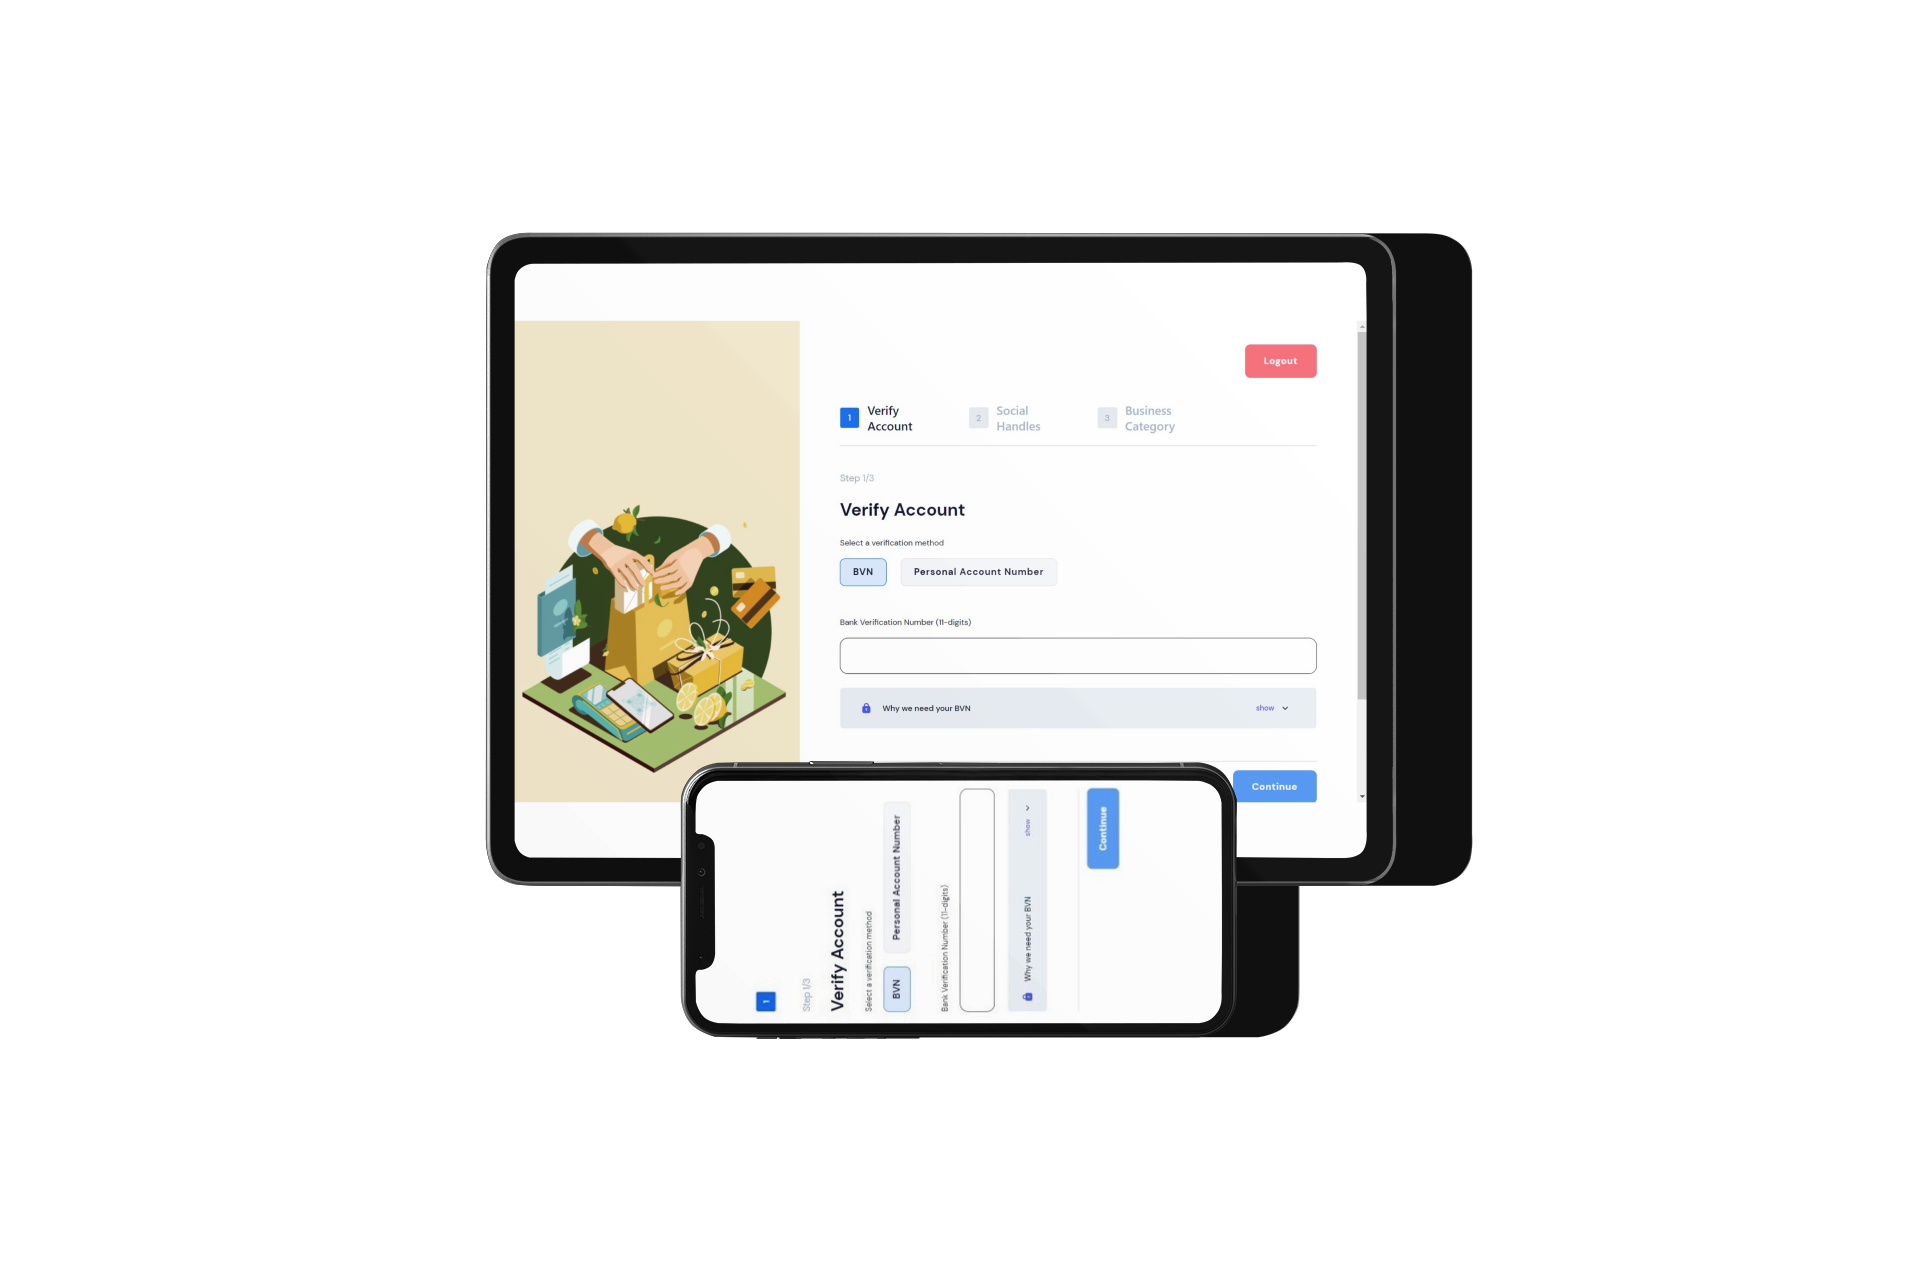 Logout
1
Verify
Account
2
Social
Handles
3
Business
Category
Step 1/3
Verify Account
Select a verification method
BVN
Personal Account Number
Bank Verification Number (11-digits)
Why we need your BVN
show
Continue
1
Step 1/3
Verify Account
Select a verification method
BVN
Personal Account Number
Bank Verification Number (11-digits)
Why we need your BVN
show
Continue